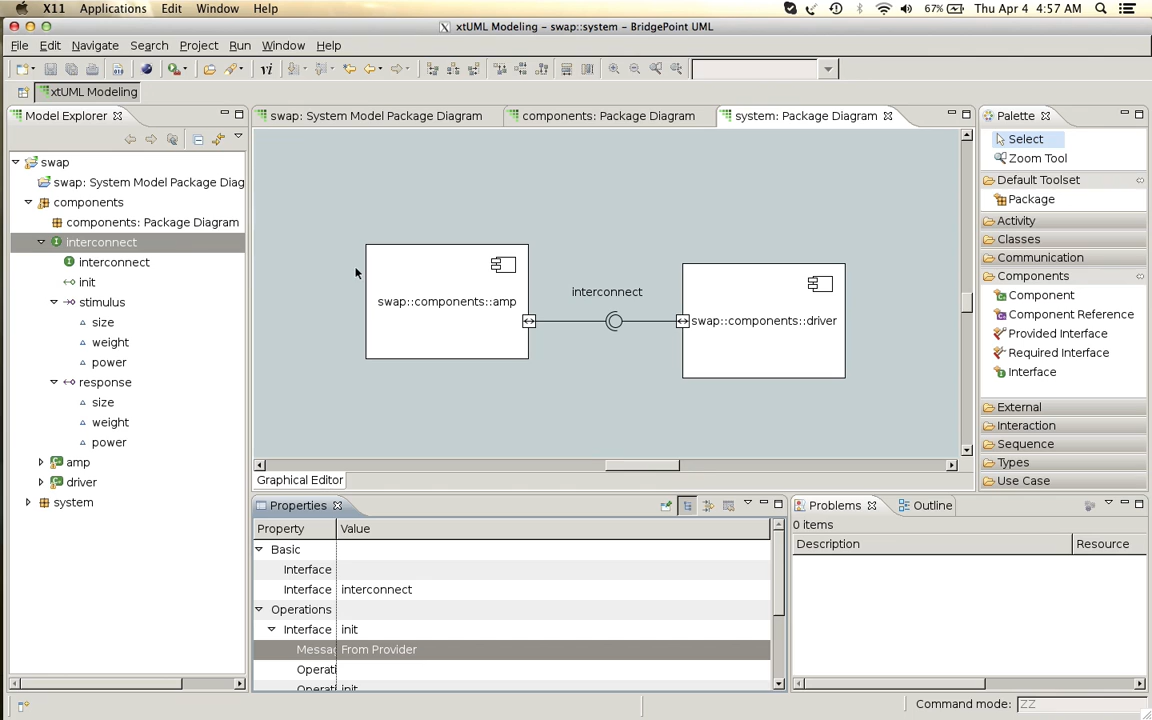 X11 Applications Edit Window Help 67% Thu Apr 4 4:57 AM
xtUML Modeling – swap::system – BridgePoint UML
File Edit Navigate Search Project Run Window Help
vi
xtUML Modeling
Model Explorer
swap: System Model Package Diagram
components: Package Diagram
system: Package Diagram
Palette
swap
swap: System Model Package Diag
components
components: Package Diagram
interconnect
interconnect
init
stimulus
size
weight
power
response
size
weight
power
amp
driver
system
swap::components::amp
interconnect
swap::components::driver
Graphical Editor
Select
Zoom Tool
Default Toolset
Package
Activity
Classes
Communication
Components
Component
Component Reference
Provided Interface
Required Interface
Interface
External
Interaction
Sequence
Types
Use Case
Properties
Property Value
Basic
Interface
Interface interconnect
Operations
Interface init
Messag From Provider
Operati
Operati init
Problems Outline
0 items
Description Resource
Command mode: ZZ